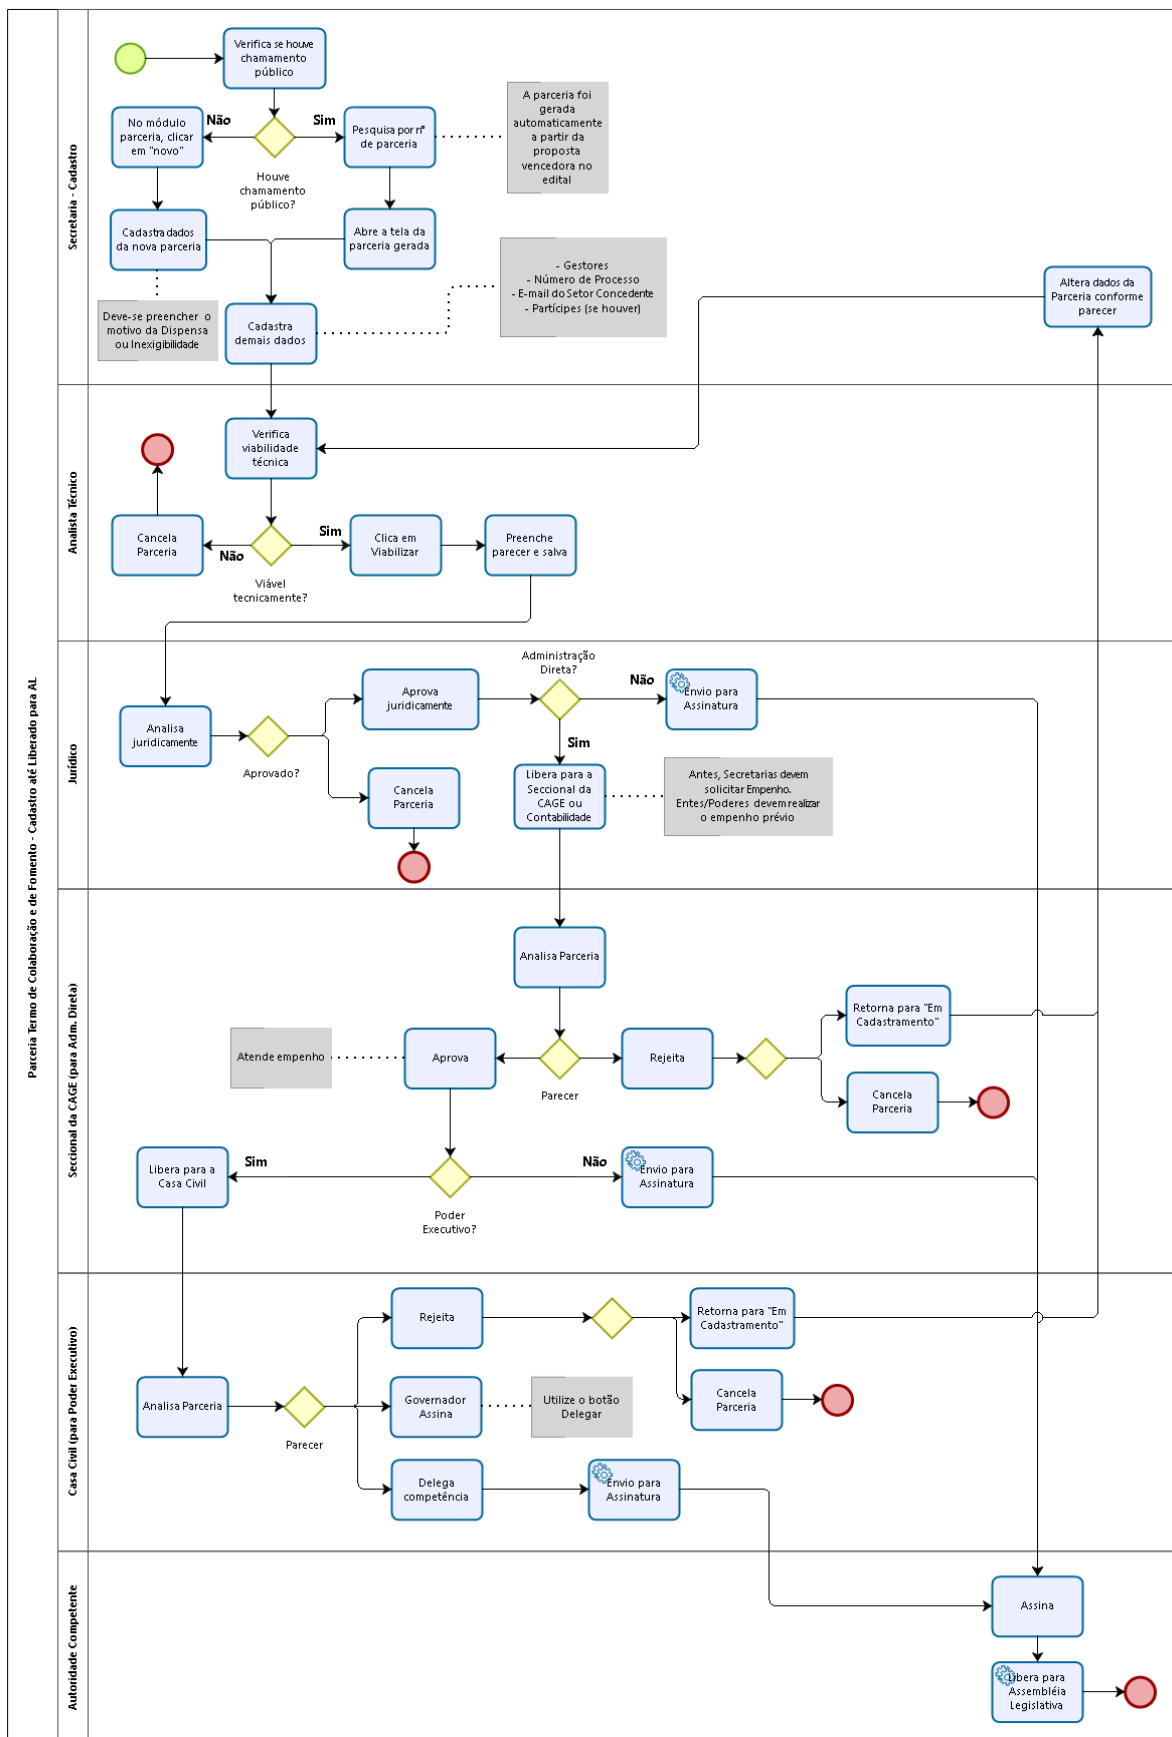 Parceria Termo de Colaboração e de Fomento - Cadastro até Liberado para AL
Secretaria - Cadastro
Verifica se houve
chamamento
público
No módulo
parceria, clicar
em "novo"
Não
Sim
Houve
chamamento
público?
Pesquisa por nº
de parceria
A parceria foi
gerada
automaticamente
a partir da
proposta
vencedora no
edital
Cadastra dados
da nova parceria
Abre a tela da
parceria gerada
- Gestores
- Número de Processo
- E-mail do Setor Concedente
- Partícipes (se houver)
Altera dados da
Parceria conforme
parecer
Deve-se preencher o
motivo da Dispensa
ou Inexigibilidade
Cadastra
demais dados
Analista Técnico
Verifica
viabilidade
técnica
Cancela
Parceria
Não
Sim
Viável
tecnicamente?
Clica em
Viabilizar
Preenche
parecer e salva
Jurídico
Analisa
juridicamente
Aprovado?
Aprova
juridicamente
Cancela
Parceria
Administração
Direta?
Não
Sim
Envio para
Assinatura
Libera para a
Seccional da
CAGE ou
Contabilidade
Antes, Secretarias devem
solicitar Empenho.
Entes/Poderes devem realizar
o empenho prévio
Seccional da CAGE (para Adm. Direta)
Analisa Parceria
Atende empenho
Aprova
Parecer
Rejeita
Retorna para "Em
Cadastramento"
Cancela
Parceria
Libera para a
Casa Civil
Sim
Não
Poder
Executivo?
Envio para
Assinatura
Casa Civil (para Poder Executivo)
Analisa Parceria
Parecer
Rejeita
Retorna para "Em
Cadastramento"
Cancela
Parceria
Governador
Assina
Utilize o botão
Delegar
Delega
competência
Envio para
Assinatura
Autoridade Competente
Assina
Libera para
Assembléia
Legislativa